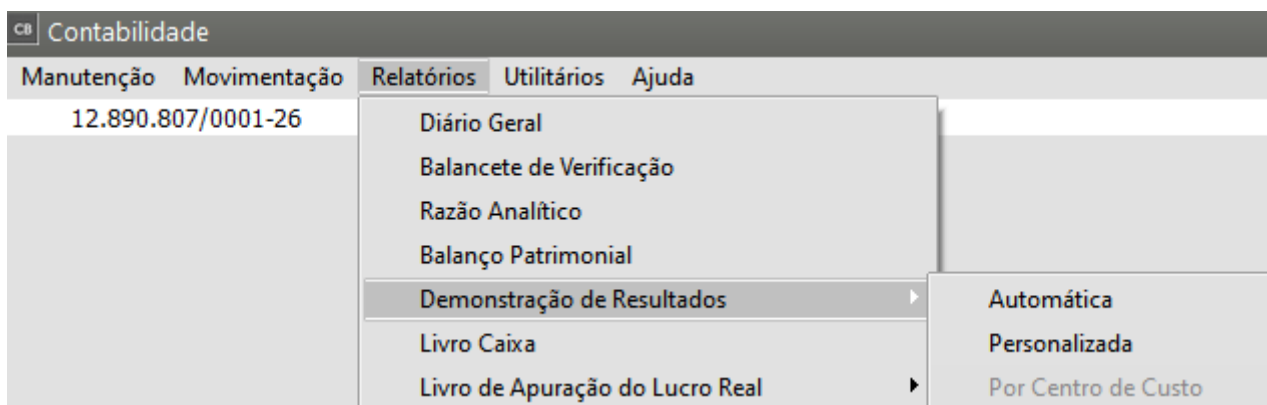 CB Contabilidade
Manutenção Movimentação Relatórios Utilitários Ajuda
12.890.807/0001-26
Diário Geral
Balancete de Verificação
Razão Analítico
Balanço Patrimonial
Demonstração de Resultados
Automática
Livro Caixa
Personalizada
Livro de Apuração do Lucro Real
Por Centro de Custo